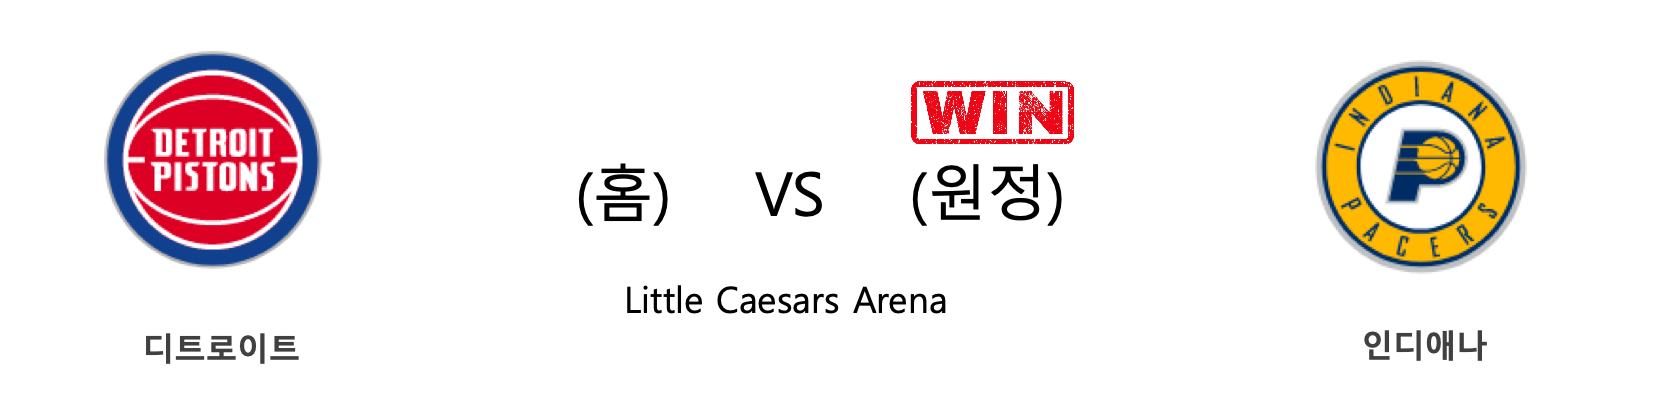 DETROIT
PISTONS
디트로이트
WIN
(홈) VS (원정)
Little Caesars Arena
INDIANA
PACERS
P
인디애나